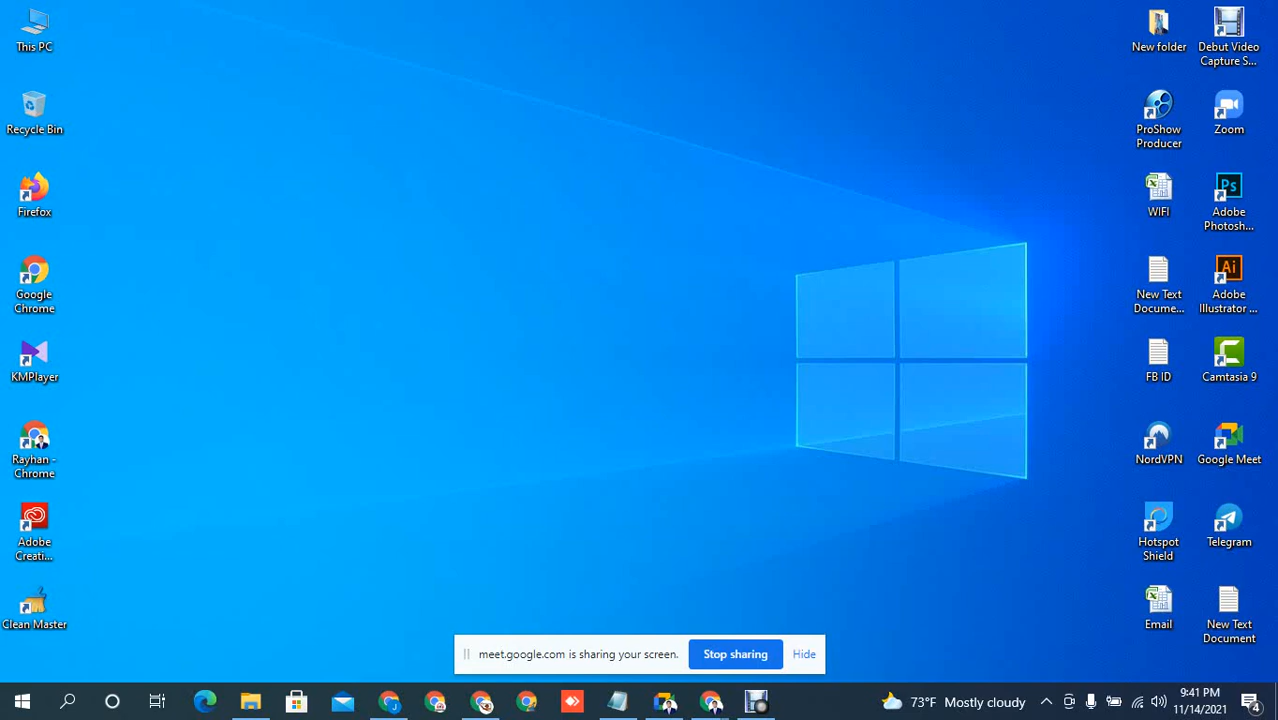 This PC
Recycle Bin
Firefox
Google
Chrome
KMPlayer
Rayhan -
Chrome
Adobe
Creati...
Clean Master
New folder
Debut Video
Capture S...
ProShow
Producer
Zoom
WIFI
Ps
Adobe
Photosh...
New Text
Docume...
Ai
Adobe
Illustrator ...
FB ID
Camtasia 9
NordVPN
Google Meet
Hotspot
Shield
Telegram
Email
New Text
Document
meet.google.com is sharing your screen.
Stop sharing
Hide
J
73°F Mostly cloudy
9:41 PM
11/14/2021
4